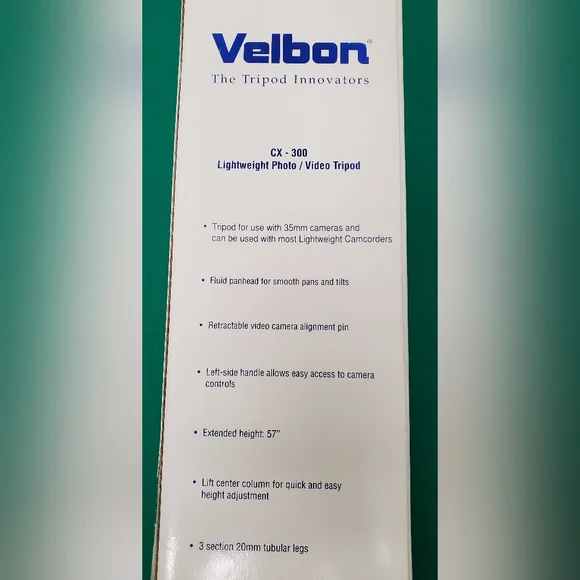 Velbon®
The Tripod Innovators
CX - 300
Lightweight Photo / Video Tripod
• Tripod for use with 35mm cameras and
can be used with most Lightweight Camcorders
• Fluid panhead for smooth pans and tilts
• Retractable video camera alignment pin
• Left-side handle allows easy access to camera
controls
• Extended height: 57"
• Lift center column for quick and easy
height adjustment
• 3 section 20mm tubular legs